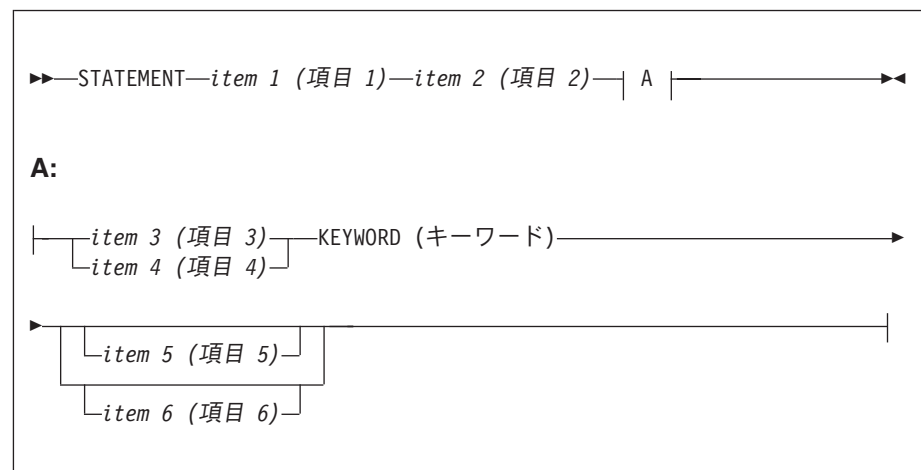 STATEMENT item 1 (項目 1) item 2 (項目 2) A
A:
item 3 (項目 3) KEYWORD (キーワード)
item 4 (項目 4)
item 5 (項目 5)
item 6 (項目 6)